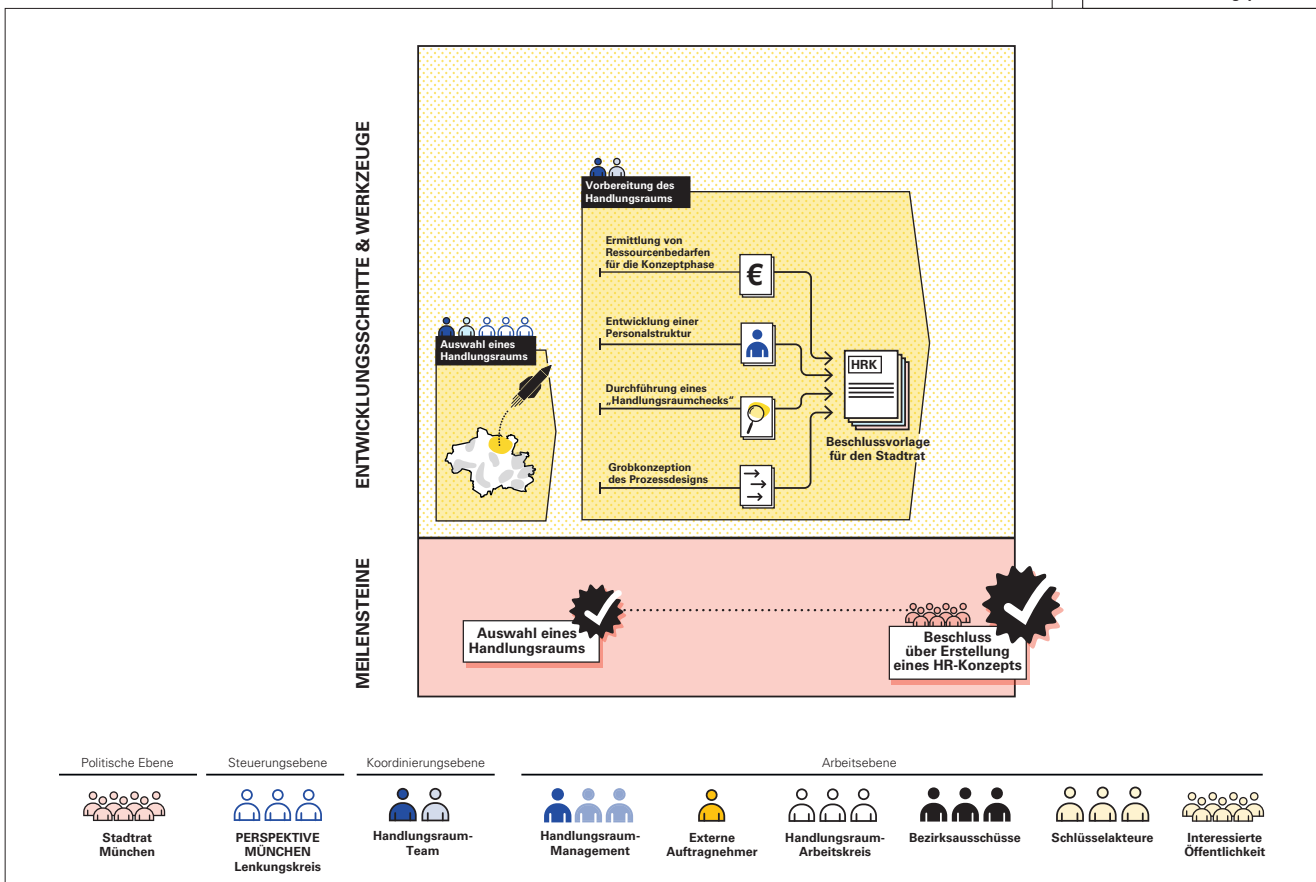 ENTWICKLUNGSSCHRITTE & WERKZEUGE
Vorbereitung des
Handlungsraums
Ermittlung von
Ressourcenbedarfen
für die Konzeptphase
€
Entwicklung einer
Personalstruktur
Auswahl eines
Handlungsraums
HRK
Durchführung eines
„Handlungsraumchecks“
Beschlussvorlage
für den Stadtrat
Grobkonzeption
des Prozessdesigns
MEILENSTEINE
Auswahl eines
Handlungsraums
Beschluss
über Erstellung
eines HR-Konzepts
Politische Ebene
Steuerungsebene
Koordinierungsebene
Arbeitsebene
Stadtrat
München
PERSPEKTIVE
MÜNCHEN
Lenkungskreis
Handlungsraum-
Team
Handlungsraum-
Management
Externe
Auftragnehmer
Handlungsraum-
Arbeitskreis
Bezirksausschüsse
Schlüsselakteure
Interessierte
Öffentlichkeit